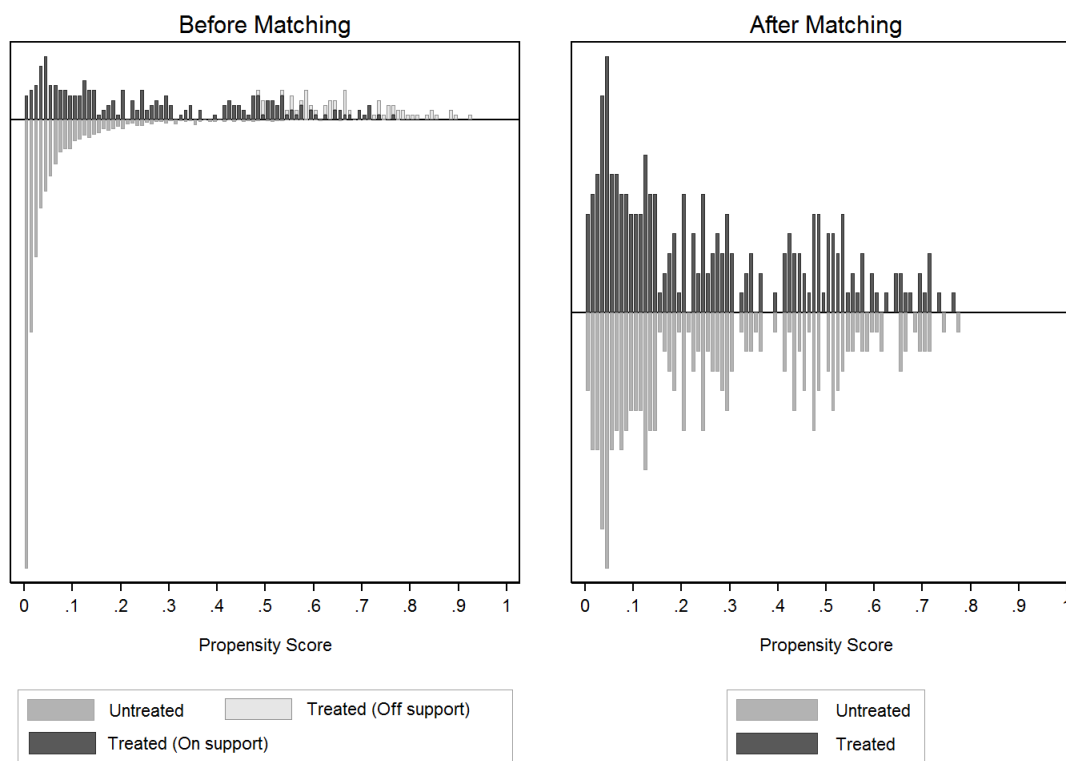 Before Matching
0 .1 .2 .3 .4 .5 .6 .7 .8 .9 1
Propensity Score
Untreated
Treated (Off support)
Treated (On support)
After Matching
0 .1 .2 .3 .4 .5 .6 .7 .8 .9 1
Propensity Score
Untreated
Treated